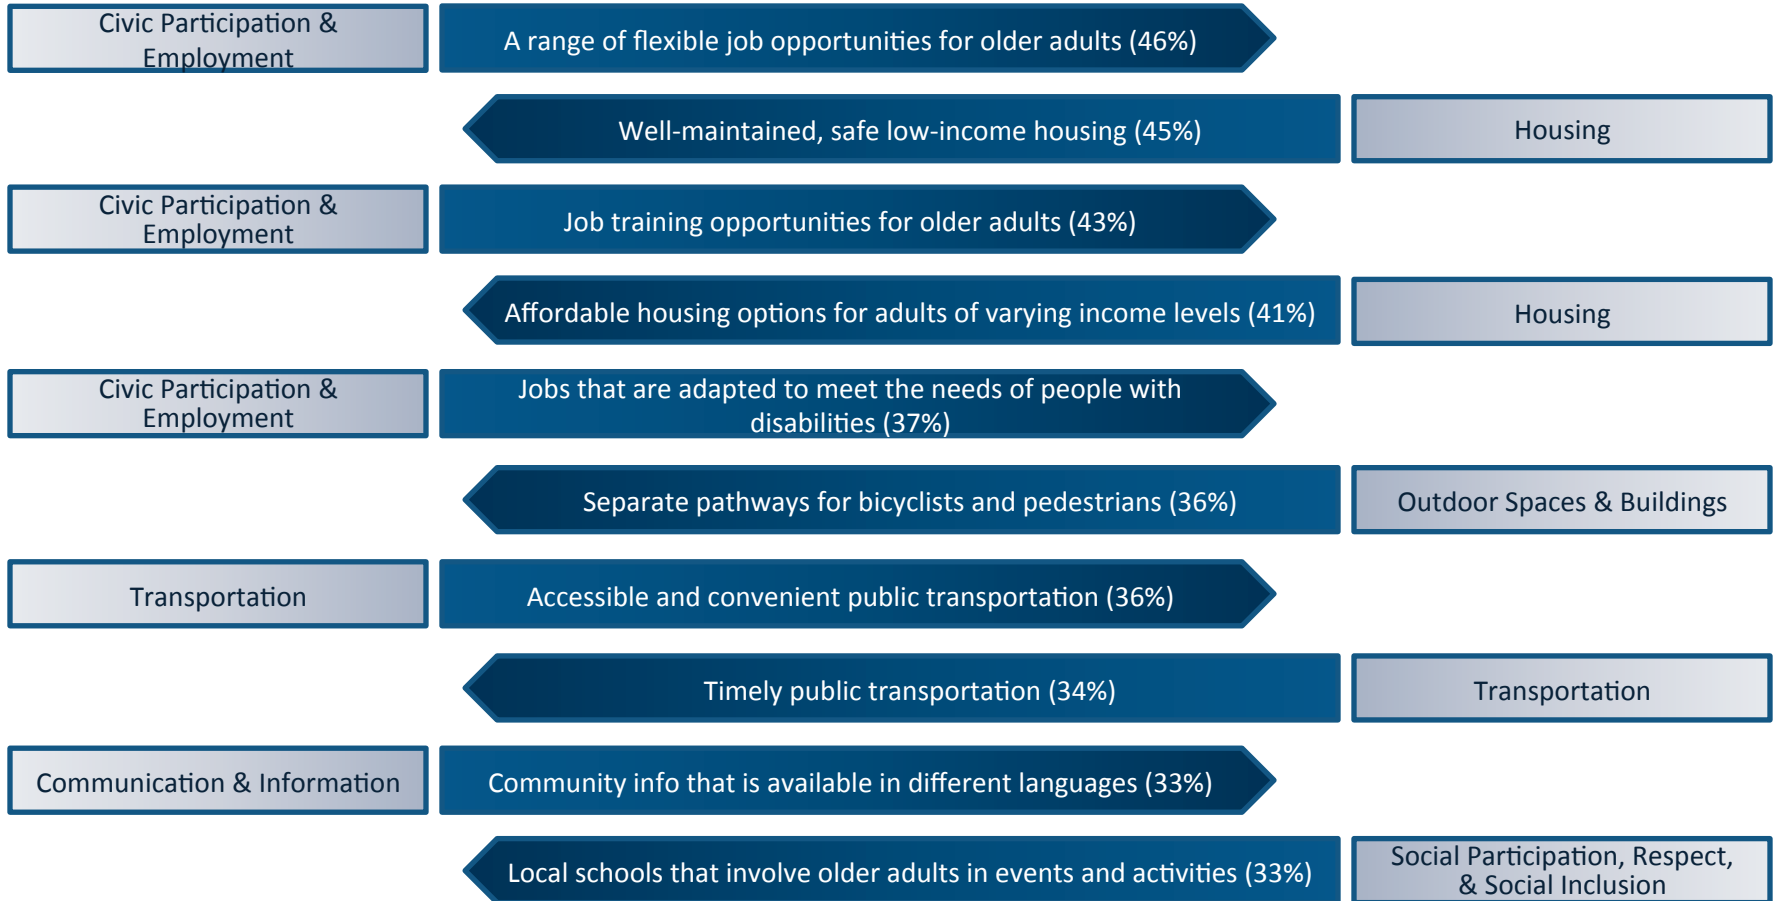 Civic Participation &
Employment
A range of flexible job opportunities for older adults (46%)
Well-maintained, safe low-income housing (45%)
Housing
Civic Participation &
Employment
Job training opportunities for older adults (43%)
Affordable housing options for adults of varying income levels (41%)
Housing
Civic Participation &
Employment
Jobs that are adapted to meet the needs of people with
disabilities (37%)
Separate pathways for bicyclists and pedestrians (36%)
Outdoor Spaces & Buildings
Transportation
Accessible and convenient public transportation (36%)
Timely public transportation (34%)
Transportation
Communication & Information
Community info that is available in different languages (33%)
Local schools that involve older adults in events and activities (33%)
Social Participation, Respect,
& Social Inclusion